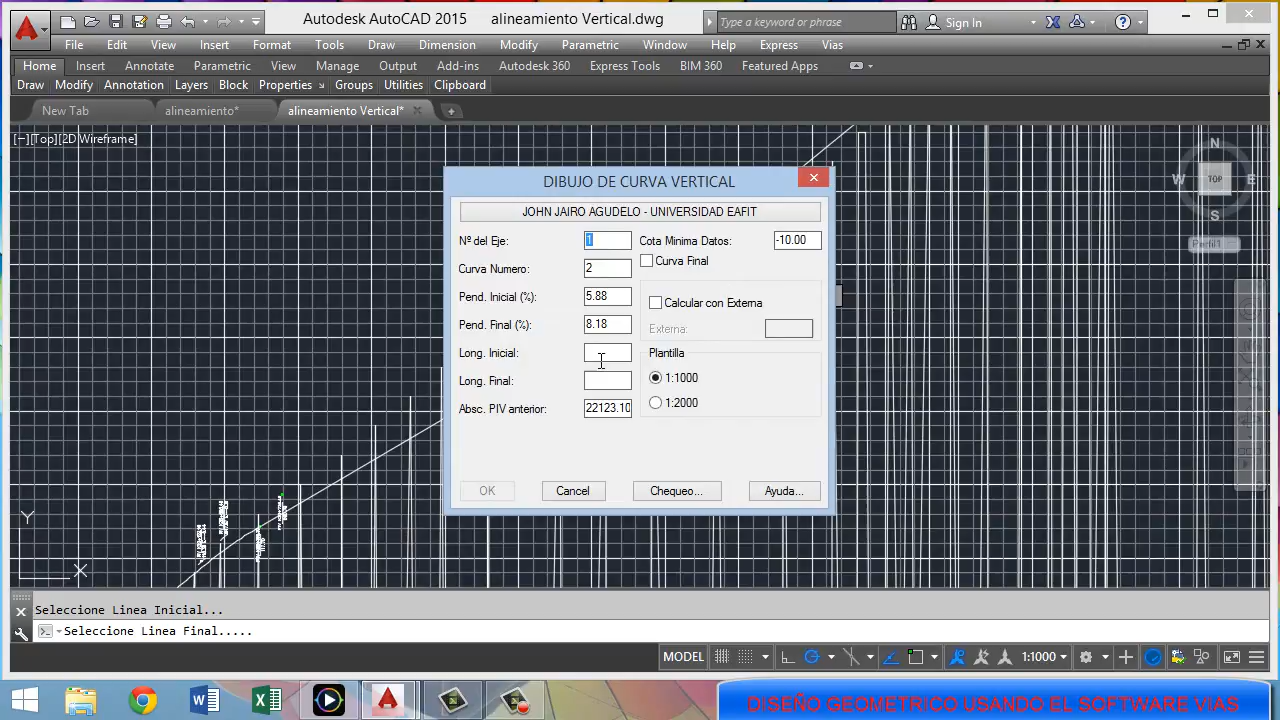 Autodesk AutoCAD 2015 alineamiento Vertical.dwg
Type a keyword or phrase
Sign In
File Edit View Insert Format Tools Draw Dimension Modify Parametric Window Help Express Vias
Home Insert Annotate Parametric View Manage Output Add-ins Autodesk 360 Express Tools BIM 360 Featured Apps
Draw Modify Annotation Layers Block Properties Groups Utilities Clipboard
New Tab alineamiento* alineamiento Vertical*
[−][Top][2D Wireframe]
N
W TOP E
S
Perfil1
DIBUJO DE CURVA VERTICAL
JOHN JAIRO AGUDELO - UNIVERSIDAD EAFIT
Nº del Eje: 1 Cota Minima Datos: -10.00
Curva Final
Curva Numero: 2
Pend. Inicial (%): 5.88 Calcular con Externa
Pend. Final (%): 8.18 Externa:
Long. Inicial: Plantilla
Long. Final: 1:1000
Absc. PIV anterior: 22123.10 1:2000
OK Cancel Chequeo... Ayuda...
Y
X
Seleccione Linea Inicial...
Seleccione Linea Final.....
MODEL 1:1000
DISEÑO GEOMETRICO USANDO EL SOFTWARE VIAS